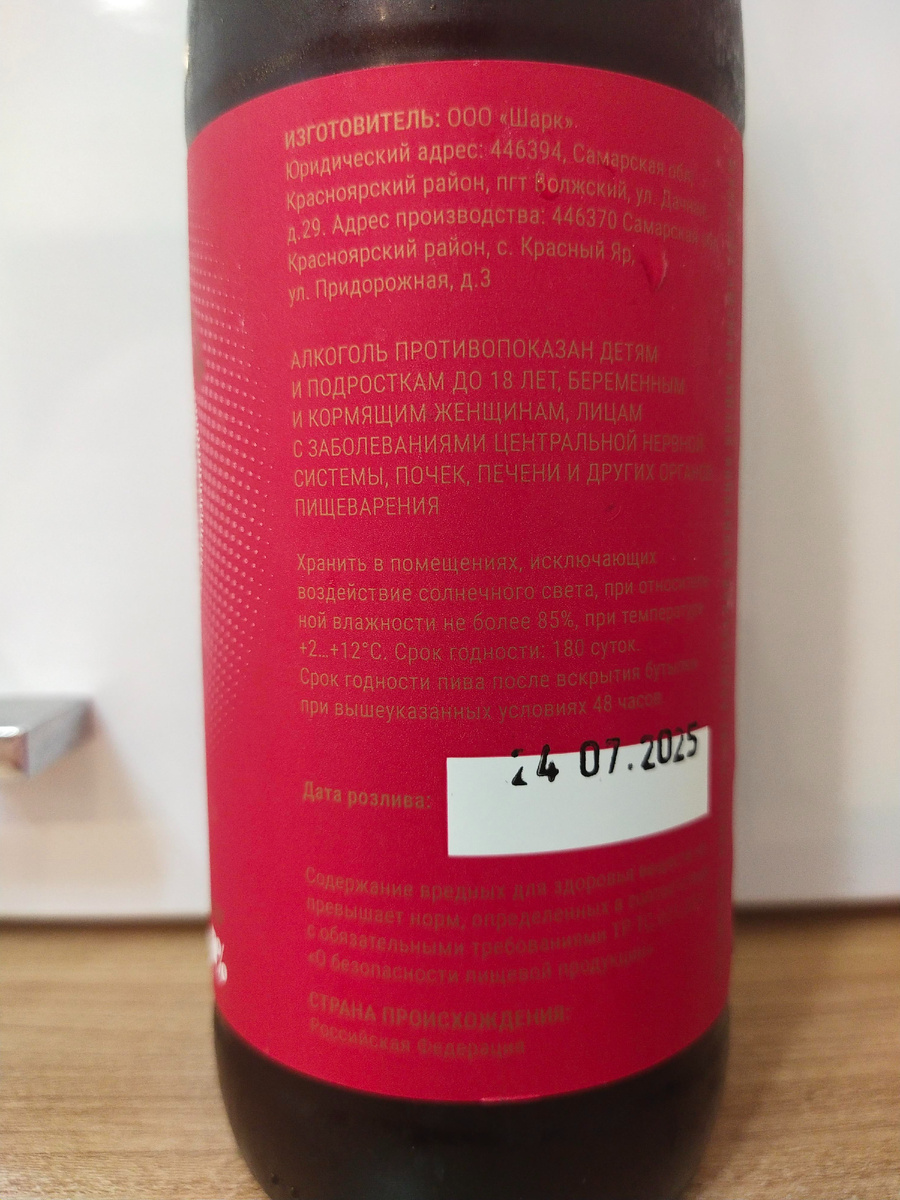 ИЗГОТОВИТЕЛЬ: ООО «Шарк».
Юридический адрес: 446394, Самарская обл.,
Красноярский район, пгт Волжский, ул. Дачная,
д.29. Адрес производства: 446370 Самарская обл.,
Красноярский район, с. Красный Яр,
ул. Придорожная, д.3
АЛКОГОЛЬ ПРОТИВОПОКАЗАН ДЕТЯМ
И ПОДРОСТКАМ ДО 18 ЛЕТ, БЕРЕМЕННЫМ
И КОРМЯЩИМ ЖЕНЩИНАМ, ЛИЦАМ
С ЗАБОЛЕВАНИЯМИ ЦЕНТРАЛЬНОЙ НЕРВНОЙ
СИСТЕМЫ, ПОЧЕК, ПЕЧЕНИ И ДРУГИХ ОРГАНОВ
ПИЩЕВАРЕНИЯ
Хранить в помещениях, исключающих
воздействие солнечного света, при относитель-
ной влажности не более 85%, при температуре
+2...+12°C. Срок годности: 180 суток.
Срок годности пива после вскрытия бутылки
при вышеуказанных условиях 48 часов
24 07.2025
Дата розлива:
Содержание вредных для здоровья веществ не
превышает норм, определенных в
с обязательными требованиями ТР ТС
«О безопасности пищевой продукции»
СТРАНА ПРОИСХОЖДЕНИЯ:
Российская Федерация
%